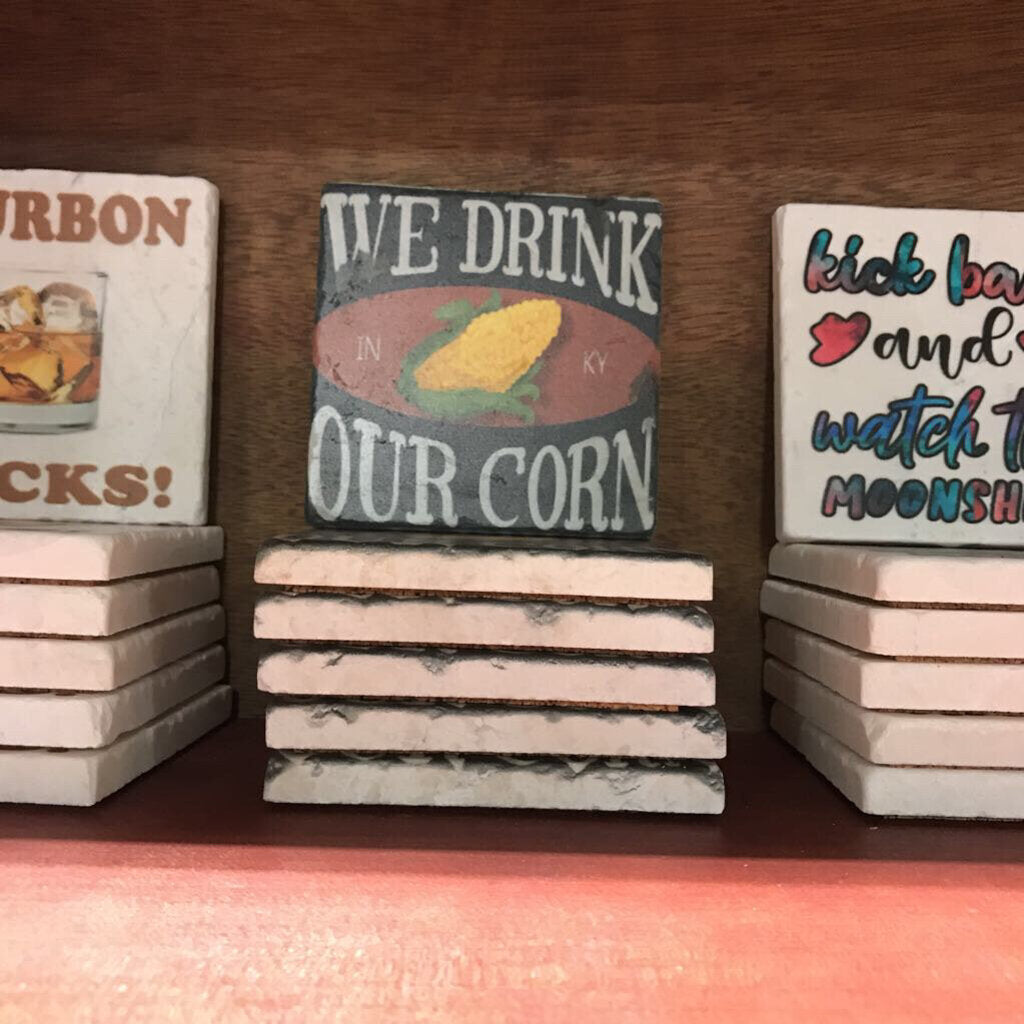 URBON
CKS!
WE DRINK
IN KY
OUR CORN
kick ba
and
watch t
MOONSH